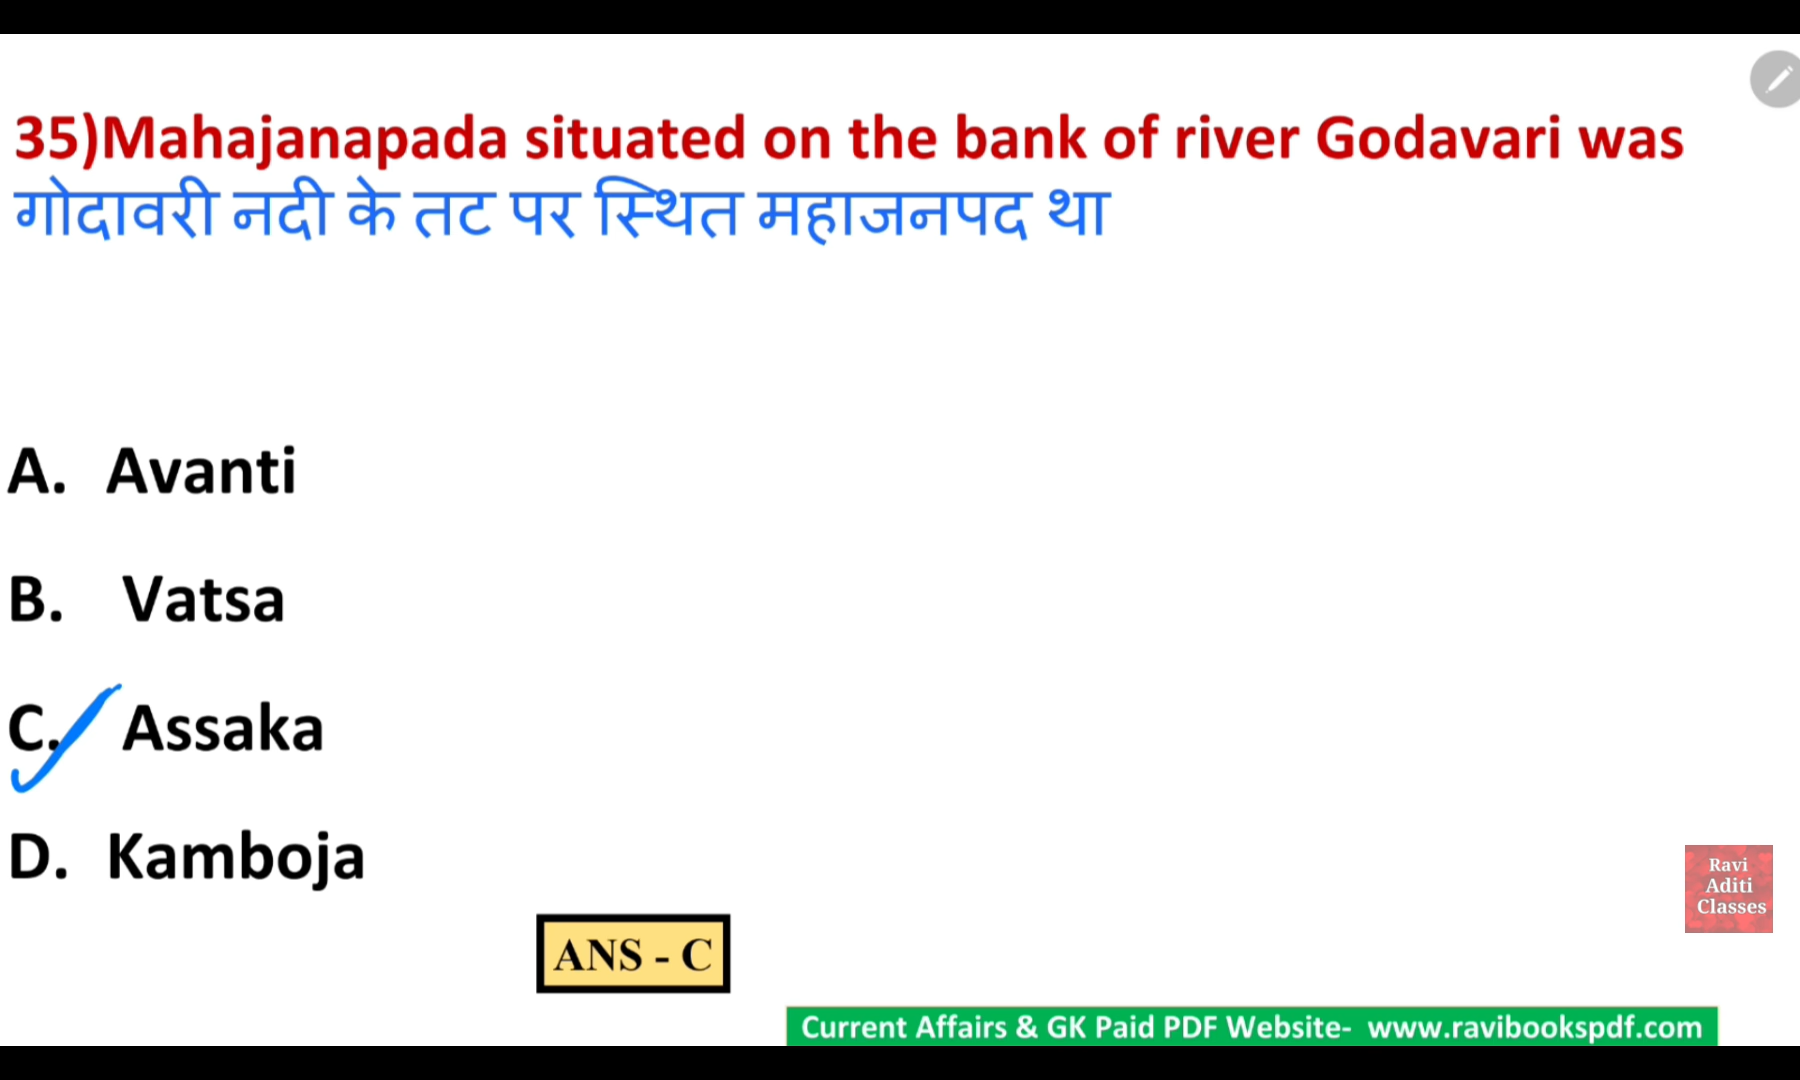 35)Mahajanapada situated on the bank of river Godavari was
गोदावरी नदी के तट पर स्थित महाजनपद था
A. Avanti
B. Vatsa
C. Assaka
D. Kamboja
ANS - C
Ravi
Aditi
Classes
Current Affairs & GK Paid PDF Website- www.ravibookspdf.com